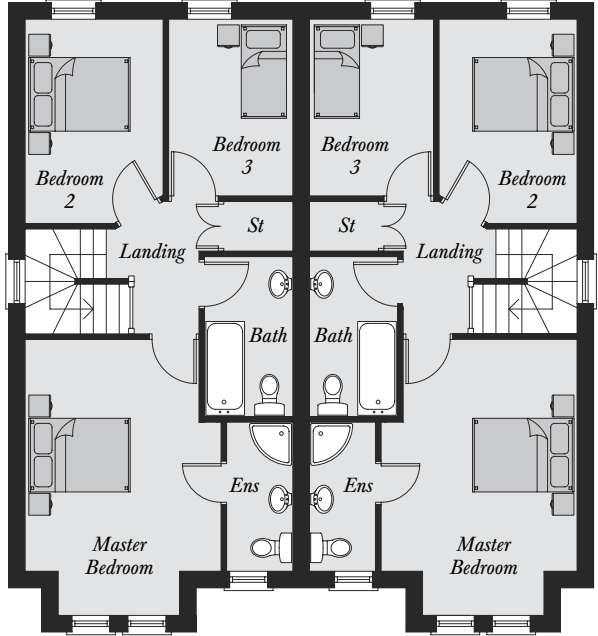 Bedroom
3
Bedroom
3
Bedroom
2
Bedroom
2
St
St
Landing
Landing
Bath
Bath
Ens
Ens
Master
Bedroom
Master
Bedroom